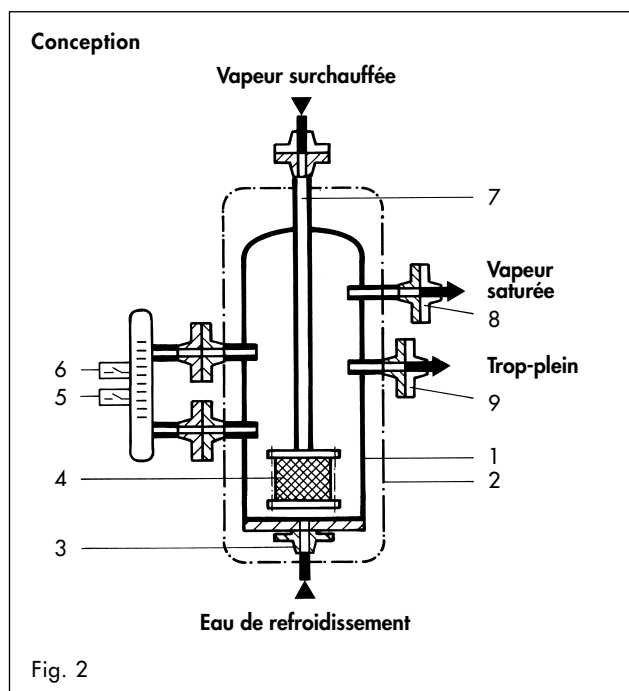 Conception
Vapeur surchauffée
7
Vapeur
saturée
8
6
5
Trop-plein
9
1
4
2
3
Eau de refroidissement
Fig. 2